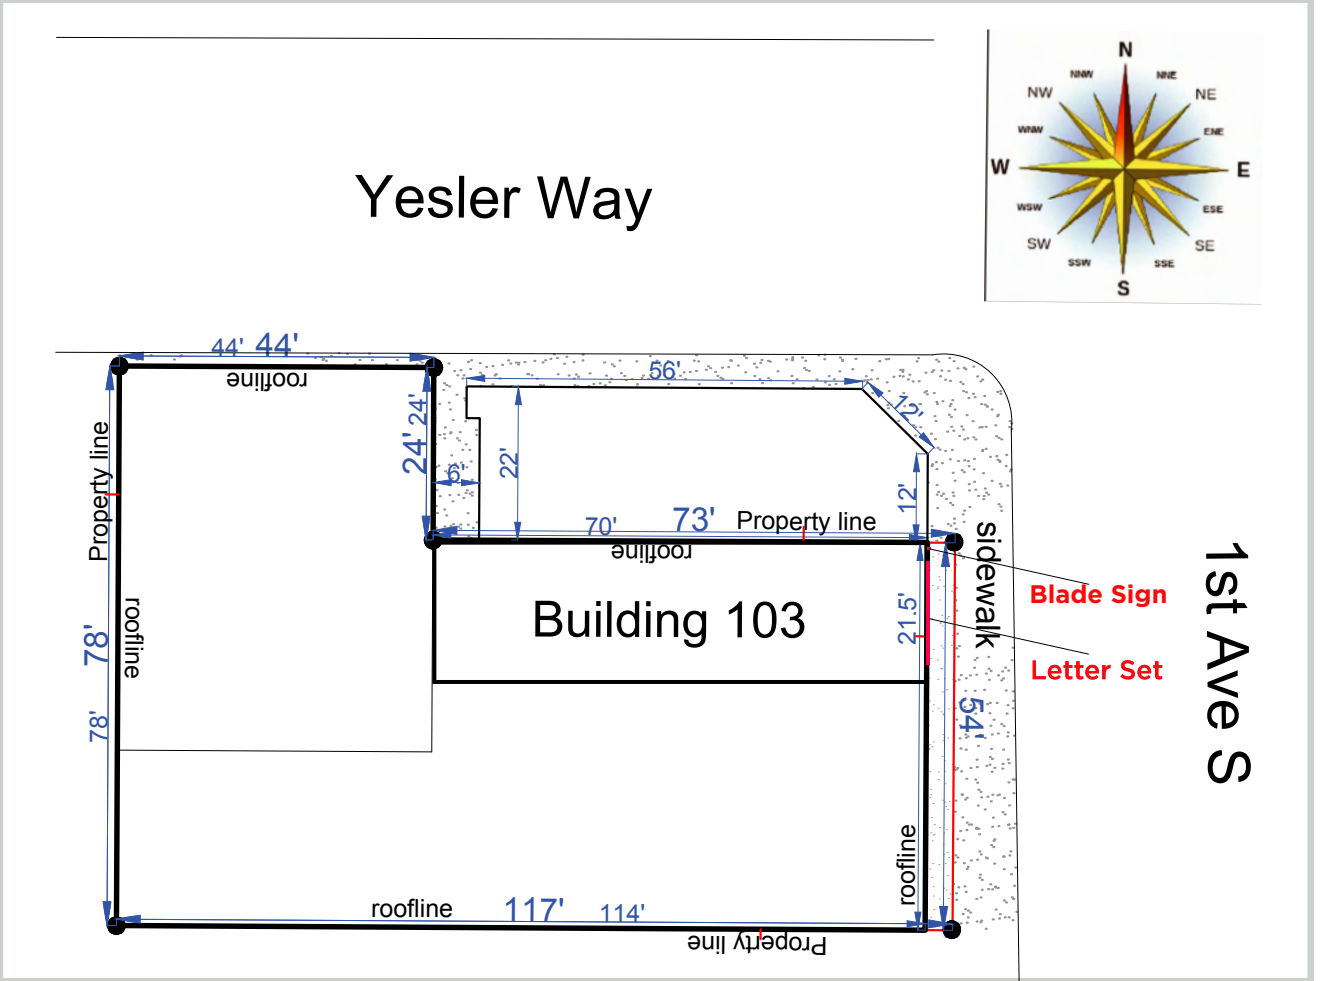 N
NNW
NNE
NW
NE
WNW
ENE
W
E
WSW
ESE
SW
SE
SSW
SSE
S
Yesler Way
44' 44'
roofline
56'
12'
24'
24'
6'
22'
12'
Property line
70'
73'
Property line
roofline
sidewalk
1st Ave S
Blade Sign
Building 103
21.5'
Letter Set
roofline
78'
78'
54'
roofline
roofline
117'
114'
Property line